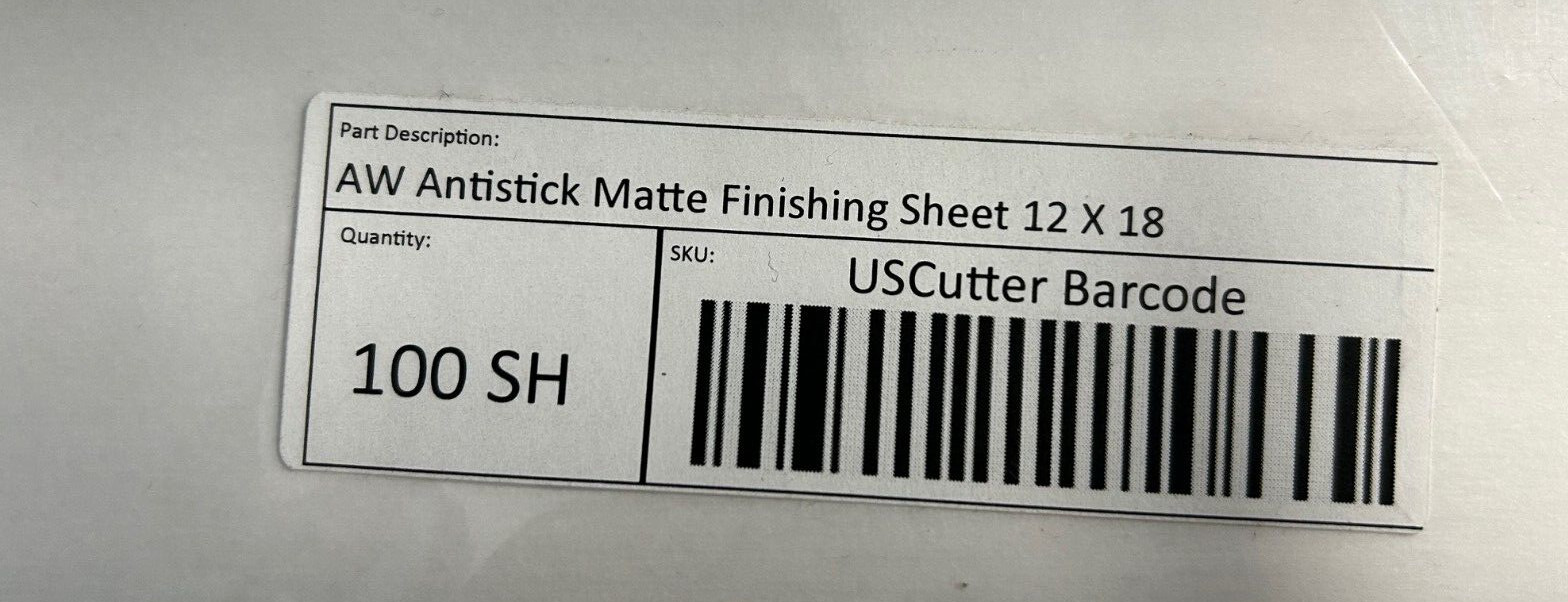 Part Description:
AW Antistick Matte Finishing Sheet 12 X 18
Quantity:
100 SH
SKU:
USCutter Barcode